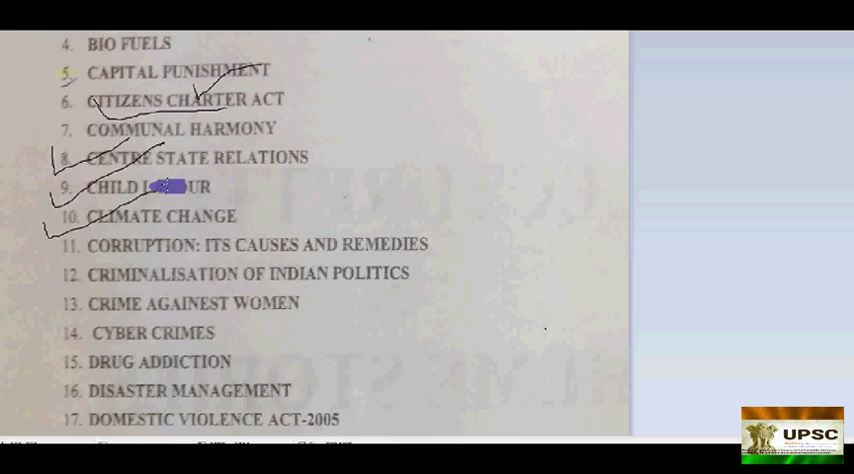 4. BIO FUELS
5. CAPITAL PUNISHMENT
6. CITIZENS CHARTER ACT
7. COMMUNAL HARMONY
8. CENTRE STATE RELATIONS
9. CHILD
10. CLIMATE CHANGE
11. CORRUPTION: ITS CAUSES AND REMEDIES
12. CRIMINALISATION OF INDIAN POLITICS
13. CRIME AGAINEST WOMEN
14. CYBER CRIMES
15. DRUG ADDICTION
16. DISASTER MANAGEMENT
17. DOMESTIC VIOLENCE ACT-2005
UPSC